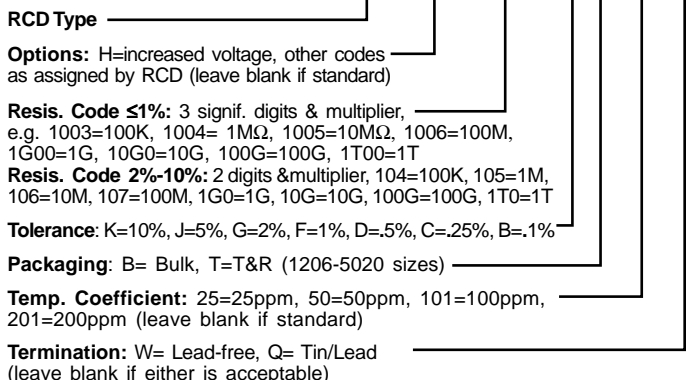 RCD Type
Options: H=increased voltage, other codes
as assigned by RCD (leave blank if standard)
Resis. Code ≤1%: 3 signif. digits & multiplier,
e.g. 1003=100K, 1004= 1MΩ, 1005=10MΩ, 1006=100M,
1G00=1G, 10G0=10G, 100G=100G, 1T00=1T
Resis. Code 2%-10%: 2 digits &multiplier, 104=100K, 105=1M,
106=10M, 107=100M, 1G0=1G, 10G=10G, 100G=100G, 1T0=1T
Tolerance: K=10%, J=5%, G=2%, F=1%, D=.5%, C=.25%, B=.1%
Packaging: B= Bulk, T=T&R (1206-5020 sizes)
Temp. Coefficient: 25=25ppm, 50=50ppm, 101=100ppm,
201=200ppm (leave blank if standard)
Termination: W= Lead-free, Q= Tin/Lead
(leave blank if either is acceptable)